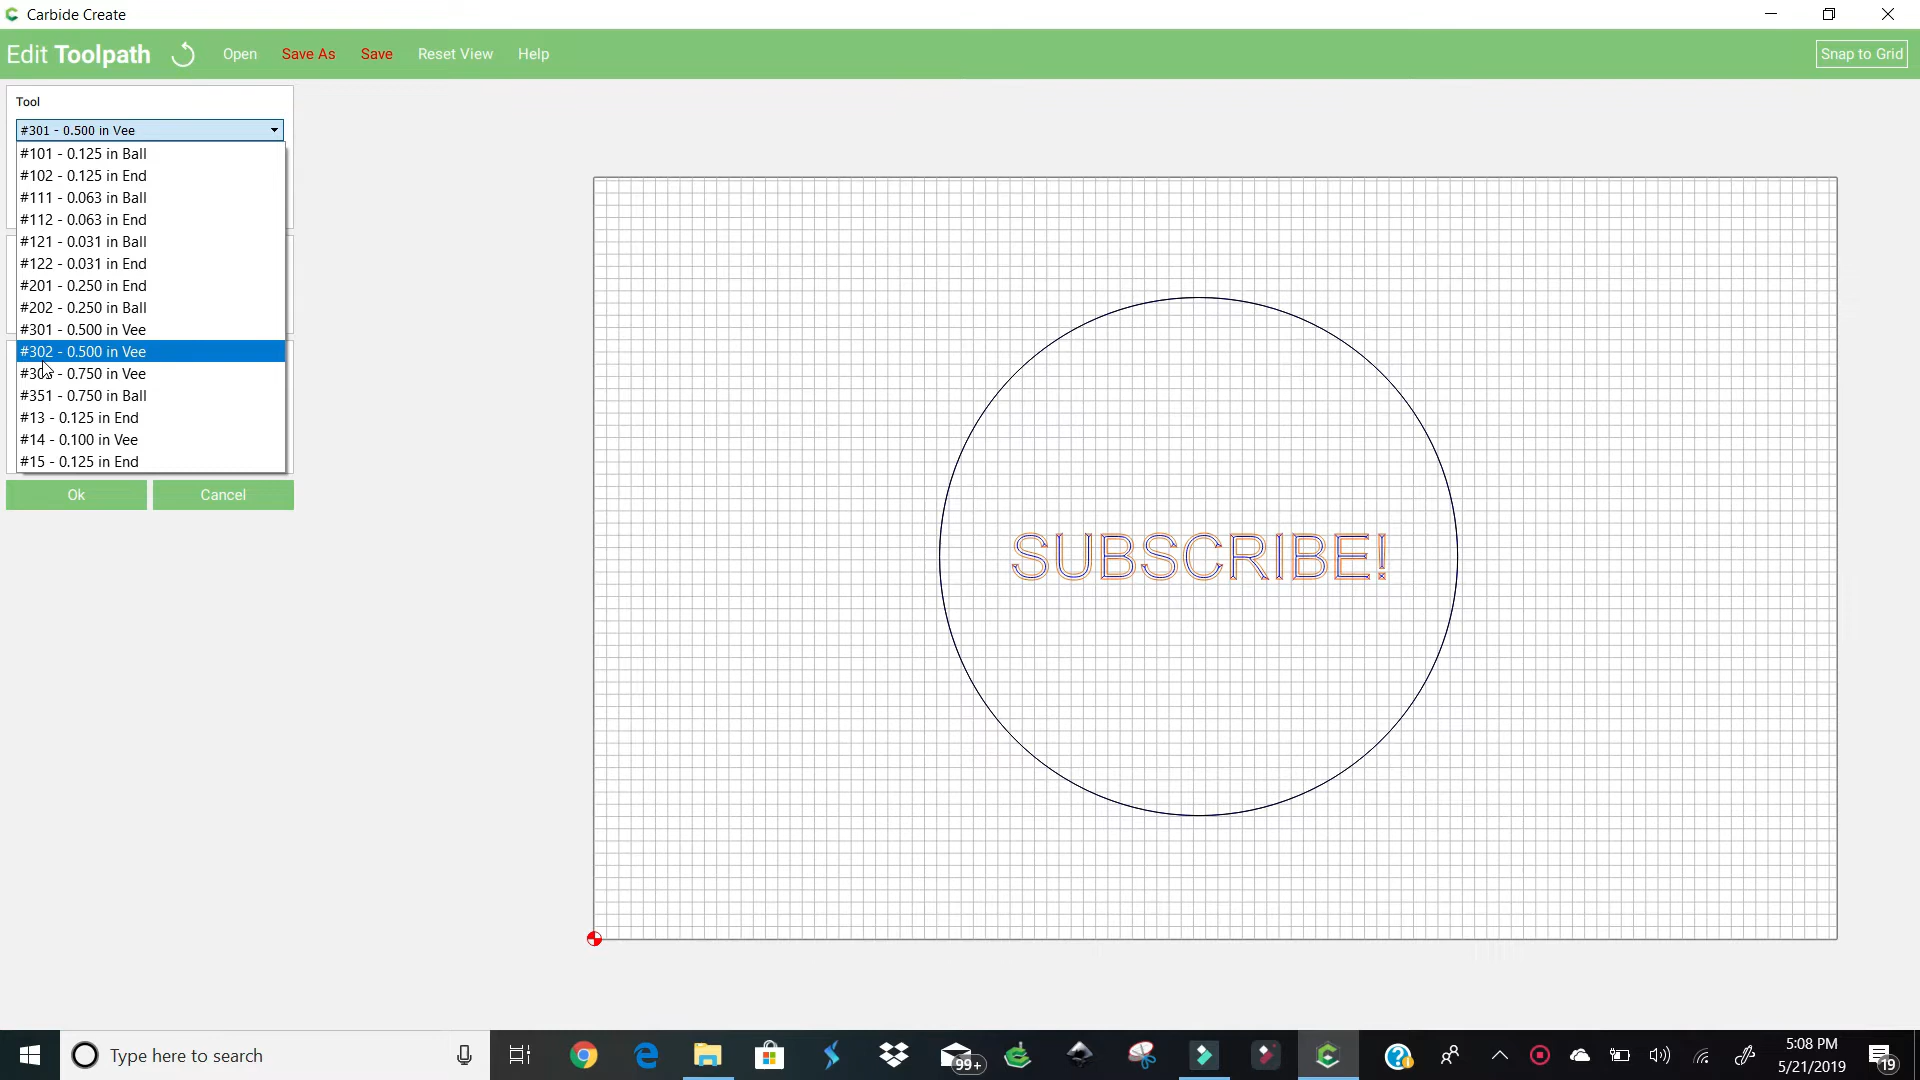 Carbide Create
Edit Toolpath Open Save As Save Reset View Help Snap to Grid
Tool
#301 - 0.500 in Vee
#101 - 0.125 in Ball
#102 - 0.125 in End
#111 - 0.063 in Ball
#112 - 0.063 in End
#121 - 0.031 in Ball
#122 - 0.031 in End
#201 - 0.250 in End
#202 - 0.250 in Ball
#301 - 0.500 in Vee
#302 - 0.500 in Vee
- 0.750 in Vee
#351 - 0.750 in Ball
#13 - 0.125 in End
#14 - 0.100 in Vee
#15 - 0.125 in End
Ok Cancel
SUBSCRIBE!
Type here to search
99+
5:08 PM
5/21/2019
19